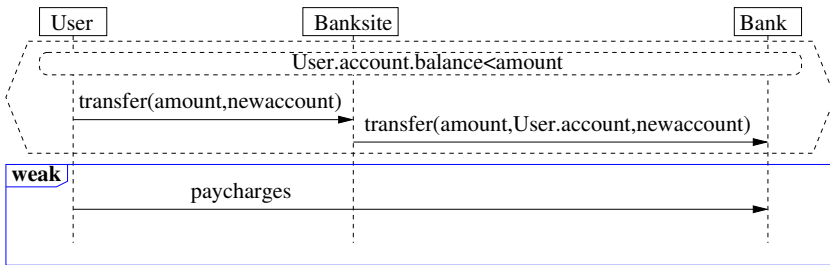 User Banksite Bank
User.account.balance<amount
transfer(amount,newaccount)
transfer(amount,User.account,newaccount)
weak
paycharges